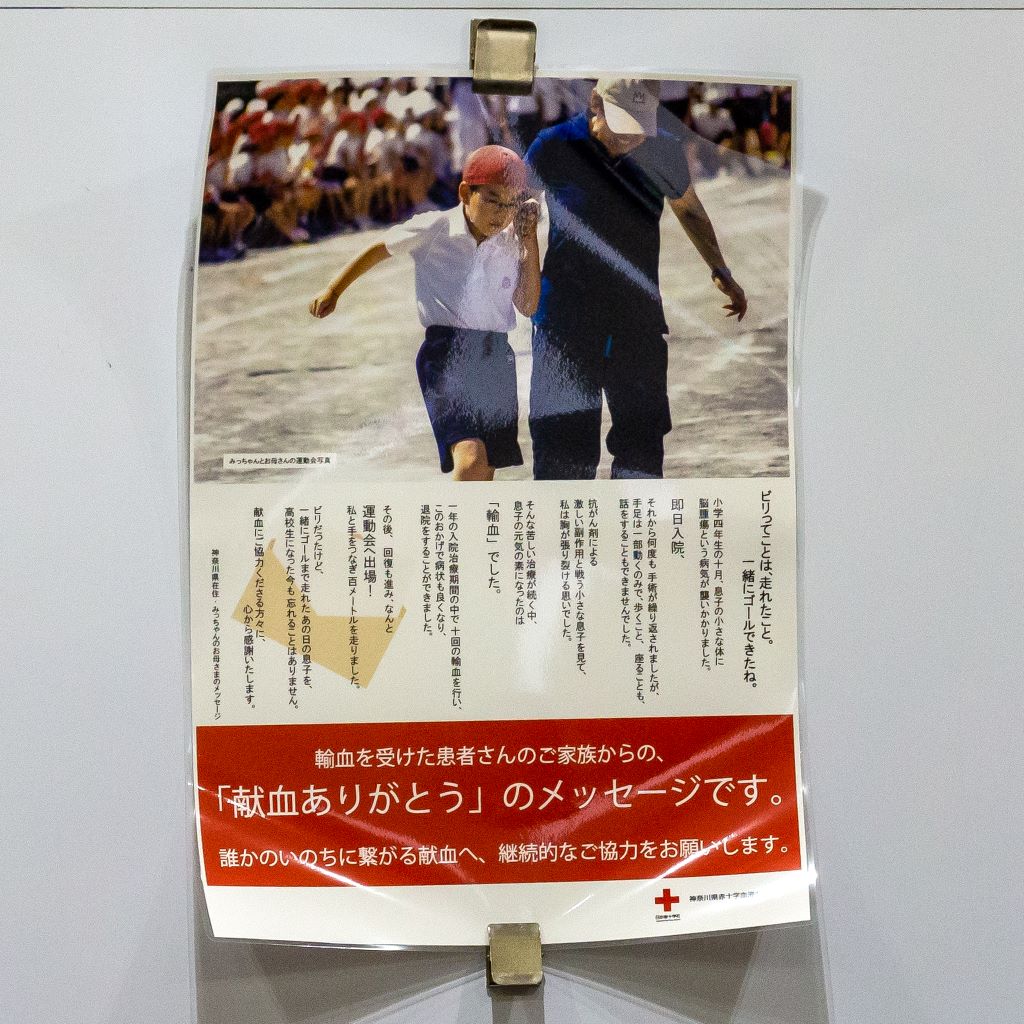 みっちゃんとお母さんの運動会写真
ビリってことは、走れたこと。
一緒にゴールできたね。
小学四年生の十月、息子の小さな体に
脳腫瘍という病気が、襲いかかりました。
即日入院、
それから何度も 手術が繰り返されましたが、
手足は一部動くのみで、歩くこと、座ることも、
話をすることもできませんでした。
抗がん剤による
激しい副作用と戦う小さな息子を見て、
私は胸が張り裂ける思いでした。
そんな苦しい治療が続く中、
息子の元気の素になったのは
「輸血」でした。
一年の入院治療期間の中で 十回の輸血を行い、
このおかげで病状も良くなり、
退院をすることができました。
その後、回復も進み、なんと
運動会へ出場！
私と手をつなぎ 百メートルを走りました。
ビリだったけど、
一緒にゴールまで走れた あの日の息子を、
高校生になった今も 忘れることはありません。
献血にご協力くださる方々に、
心から感謝いたします。
神奈川県在住 みっちゃんのお母さまのメッセージ
輸血を受けた患者さんのご家族からの、
「献血ありがとう」のメッセージです。
誰かのいのちに繋がる献血へ、継続的なご協力をお願いします。
日本赤十字社
神奈川県赤十字血液